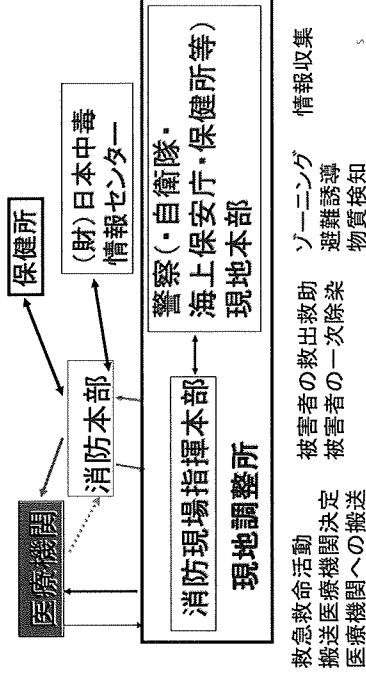 保健所
(財)日本中毒
情報センター
医療機関
消防本部
消防現場指揮本部
現地調整所
警察(・自衛隊・
海上保安庁・保健所等)
現地本部
救急救命活動
搬送医療機関決定
医療機関への搬送
被害者の救出救助
被害者の一次除染
ゾーニング
避難誘導
物質検知
情報収集
s